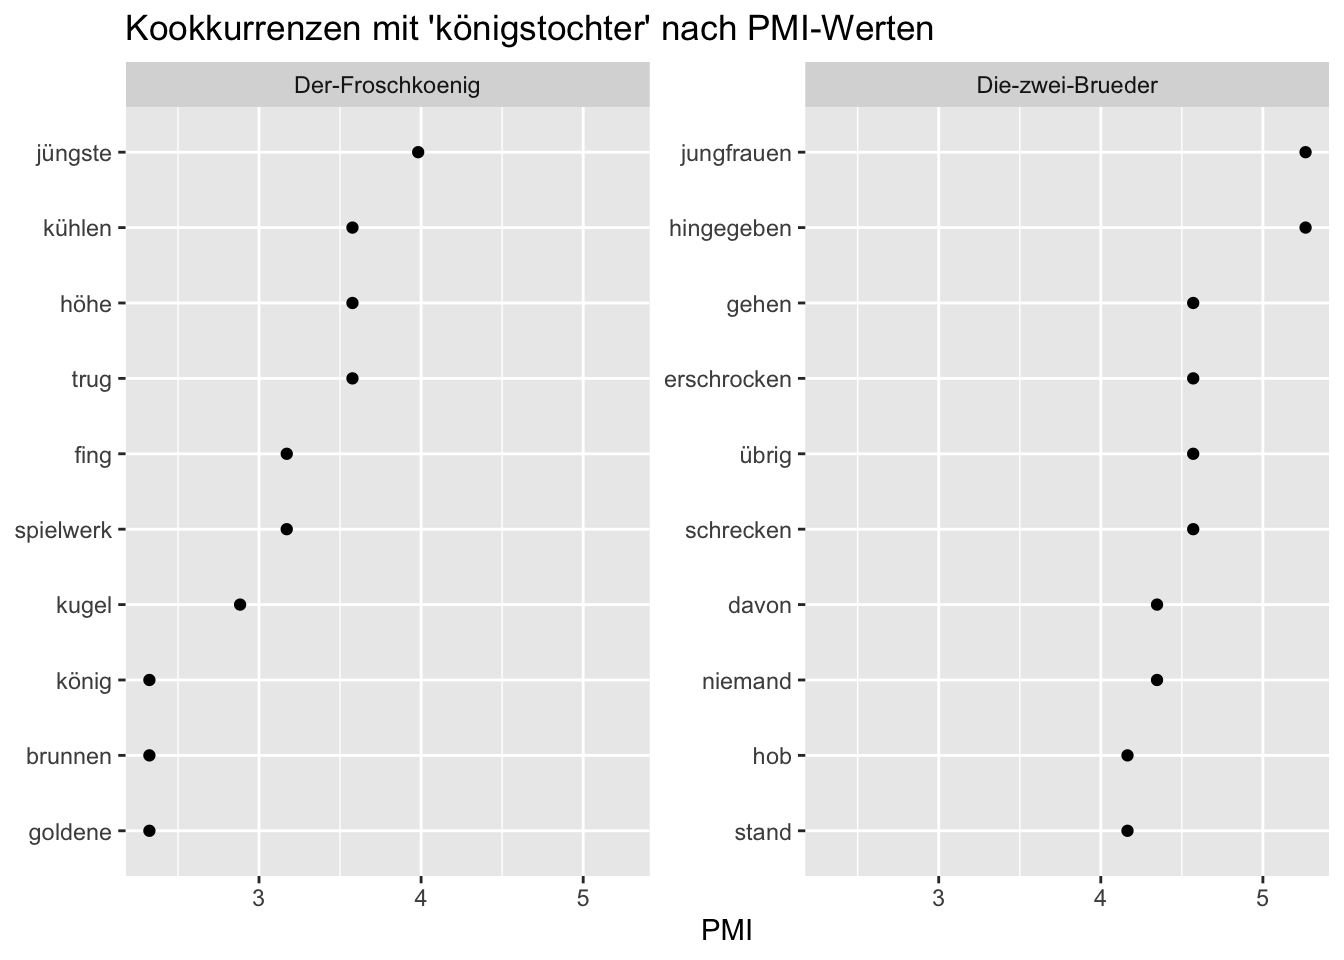 Kookkurrenzen mit 'königstochter' nach PMI-Werten
Der-Froschkoenig
jüngste
kühlen
höhe
trug
fing
spielwerk
kugel
könig
brunnen
goldene
3 4 5
Die-zwei-Brueder
jungfrauen
hingegeben
gehen
erschrocken
übrig
schrecken
davon
niemand
hob
stand
3 4 5
PMI